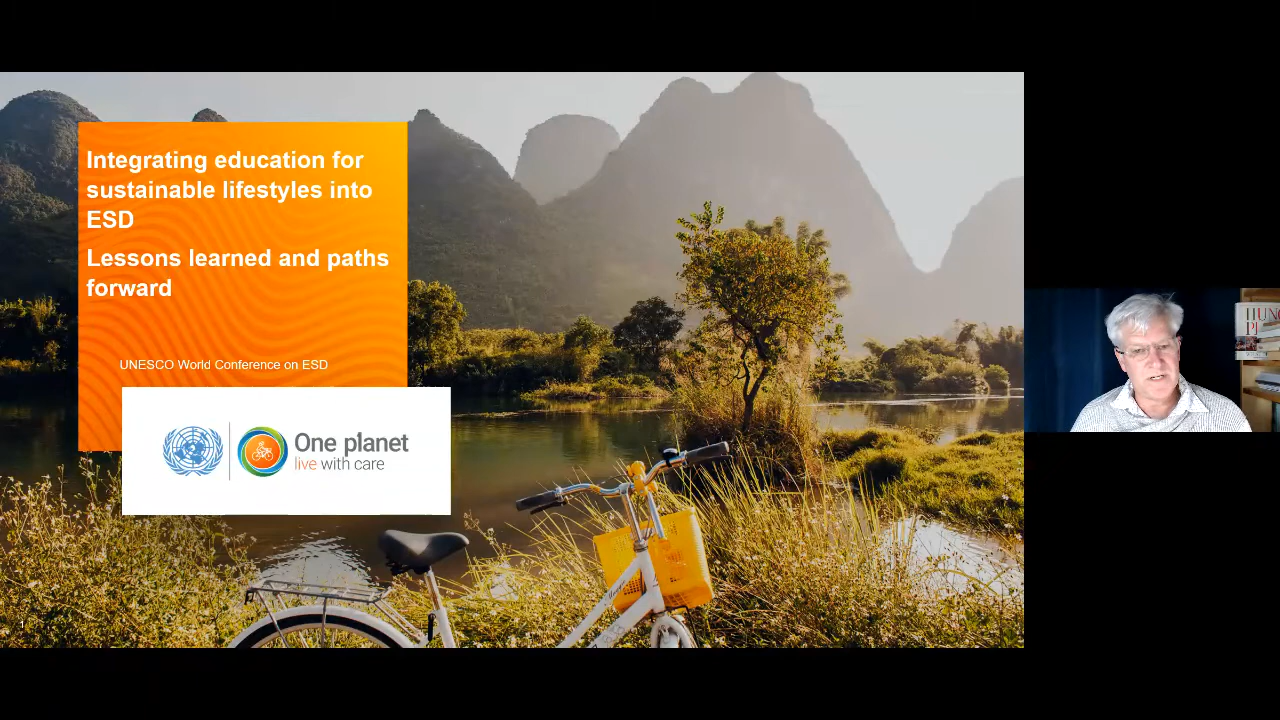 Integrating education for
sustainable lifestyles into
ESD
Lessons learned and paths
forward
UNESCO World Conference on ESD
One planet
live with care
1